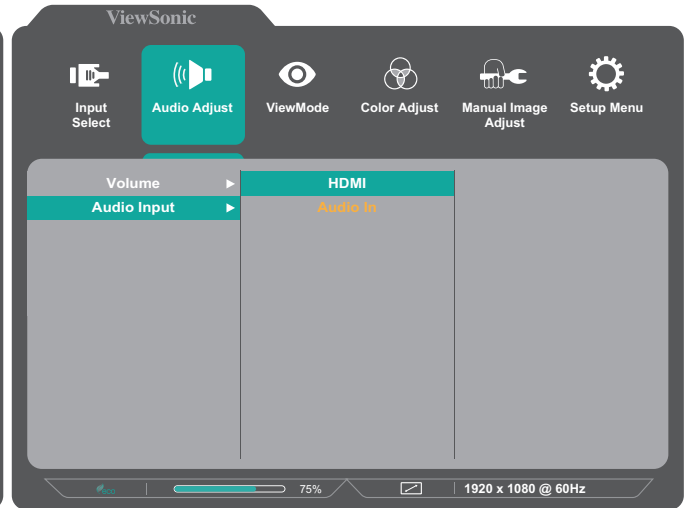 ViewSonic
Input
Select
Audio Adjust
ViewMode
Color Adjust
Manual Image
Adjust
Setup Menu
Volume
HDMI
Audio Input
Audio In
eco
75%
1920 x 1080 @ 60Hz